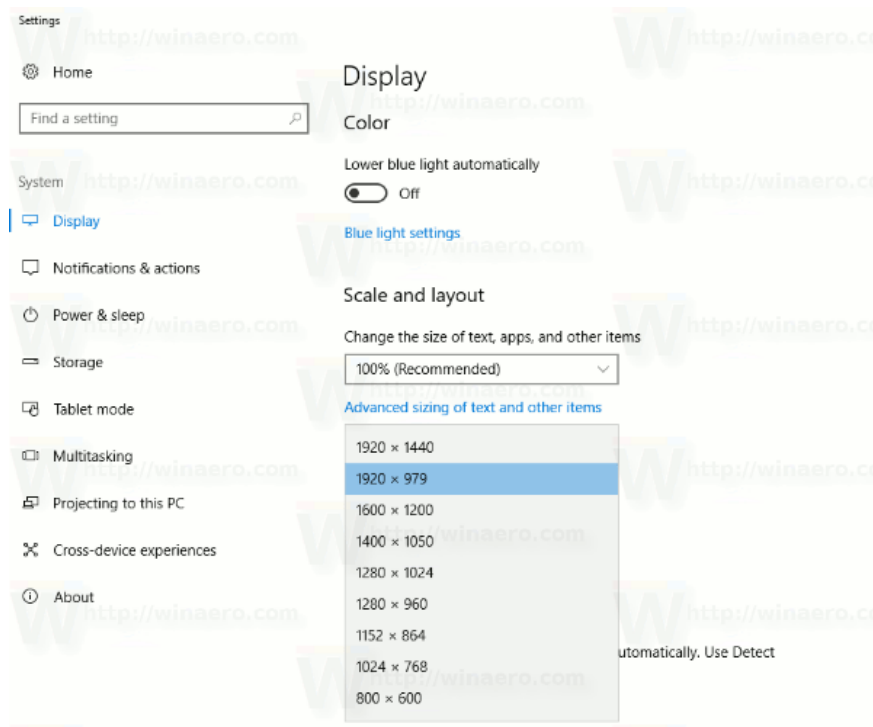 Settings
Home
Find a setting
System
Display
Notifications & actions
Power & sleep
Storage
Tablet mode
Multitasking
Projecting to this PC
Cross-device experiences
About
Display
Color
Lower blue light automatically
Off
Blue light settings
Scale and layout
Change the size of text, apps, and other items
100% (Recommended)
Advanced sizing of text and other items
1920 × 1440
1920 × 979
1600 × 1200
1400 × 1050
1280 × 1024
1280 × 960
1152 × 864
1024 × 768
800 × 600
utomatically. Use Detect
W http://winaero.com